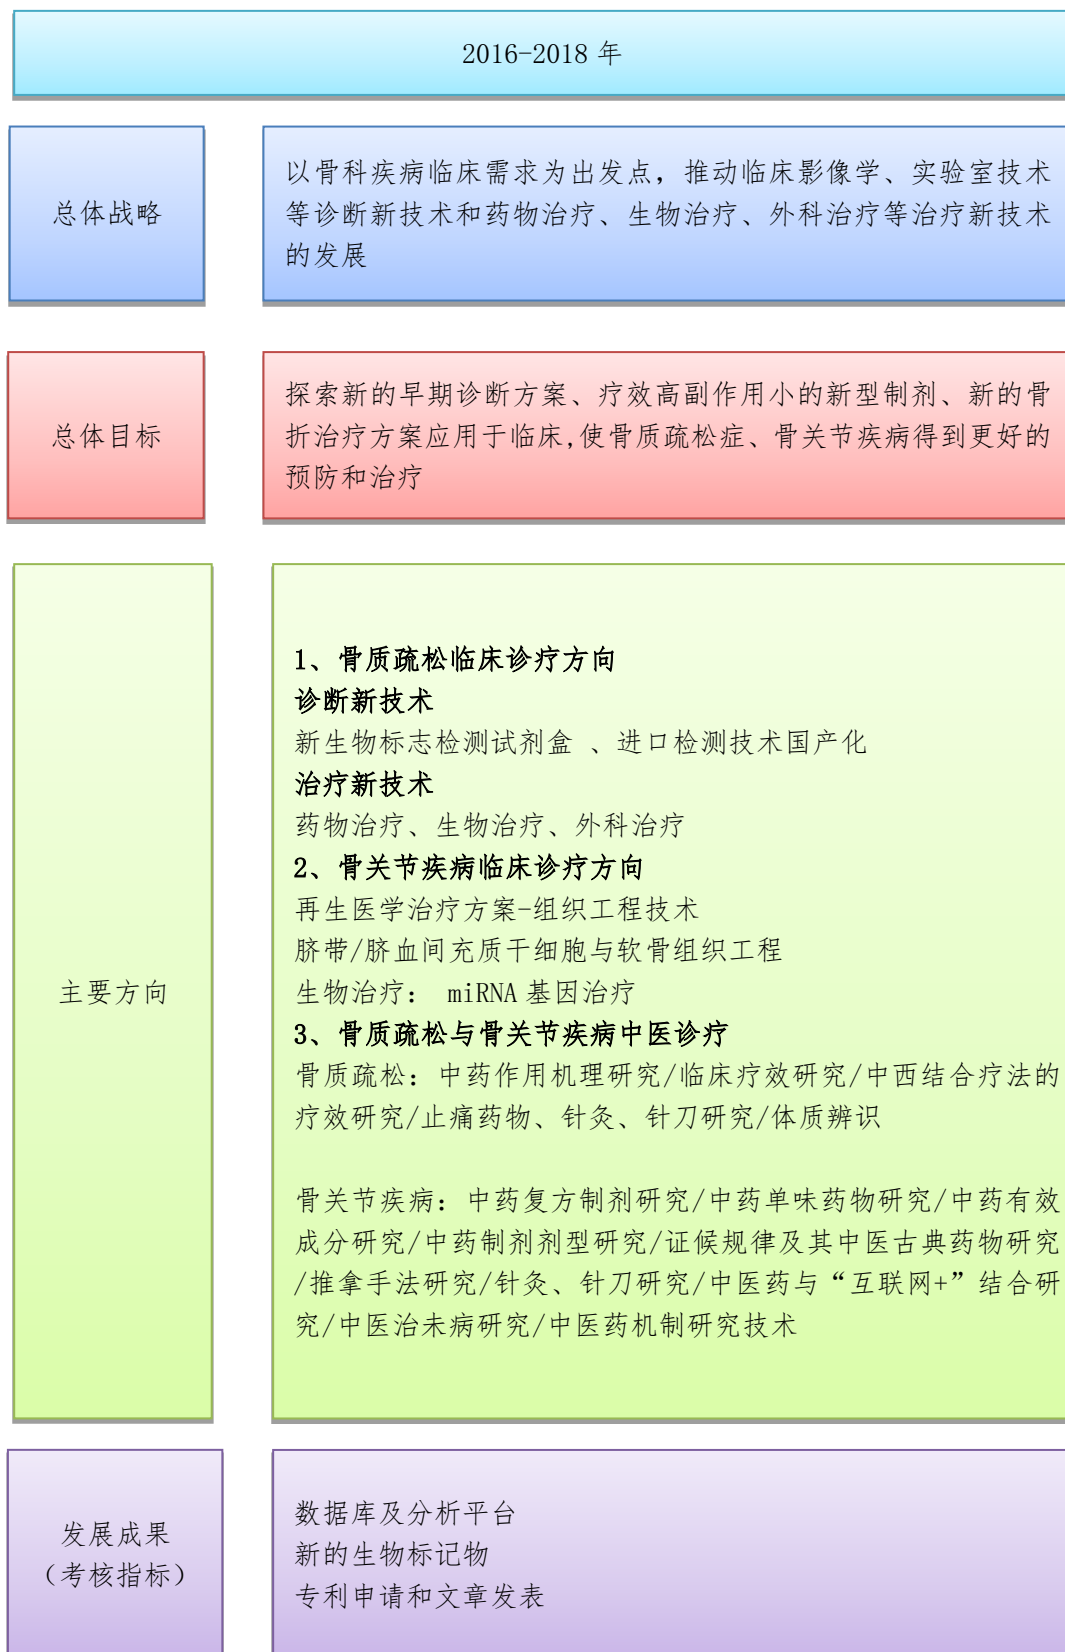 2016-2018 年
总体战略
以骨科疾病临床需求为出发点，推动临床影像学、实验室技术
等诊断新技术和药物治疗、生物治疗、外科治疗等治疗新技术
的发展
总体目标
探索新的早期诊断方案、疗效高副作用小的新型制剂、新的骨
折治疗方案应用于临床,使骨质疏松症、骨关节疾病得到更好的
预防和治疗
主要方向
1、骨质疏松临床诊疗方向
诊断新技术
新生物标志检测试剂盒 、进口检测技术国产化
治疗新技术
药物治疗、生物治疗、外科治疗
2、骨关节疾病临床诊疗方向
再生医学治疗方案-组织工程技术
脐带/脐血间充质干细胞与软骨组织工程
生物治疗： miRNA 基因治疗
3、骨质疏松与骨关节疾病中医诊疗
骨质疏松：中药作用机理研究/临床疗效研究/中西结合疗法的
疗效研究/止痛药物、针灸、针刀研究/体质辨识
骨关节疾病：中药复方制剂研究/中药单味药物研究/中药有效
成分研究/中药制剂剂型研究/证候规律及其中医古典药物研究
/推拿手法研究/针灸、针刀研究/中医药与“互联网+”结合研
究/中医治未病研究/中医药机制研究技术
发展成果
（考核指标）
数据库及分析平台
新的生物标记物
专利申请和文章发表